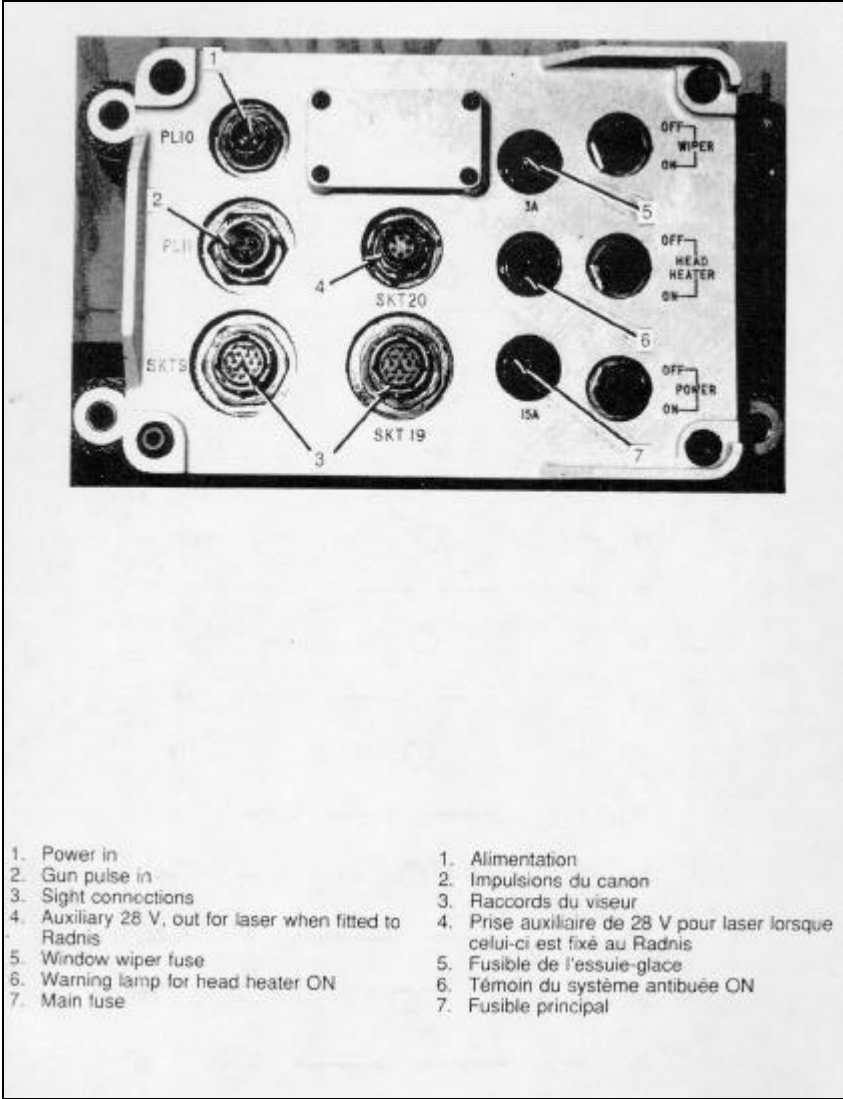 1
PL10
OFF
WIPER
ON
5
3A
2
PL11
4
SKT20
OFF
HEAD
HEATER
ON
6
SKT9
3
SKT 19
15A
OFF
POWER
ON
7
1. Power in
2. Gun pulse in
3. Sight connections
4. Auxiliary 28 V, out for laser when fitted to
Radnis
5. Window wiper fuse
6. Warning lamp for head heater ON
7. Main fuse
1. Alimentation
2. Impulsions du canon
3. Raccords du viseur
4. Prise auxiliaire de 28 V pour laser lorsque
celui-ci est fixé au Radnis
5. Fusible de l'essuie-glace
6. Témoin du système antibuée ON
7. Fusible principal